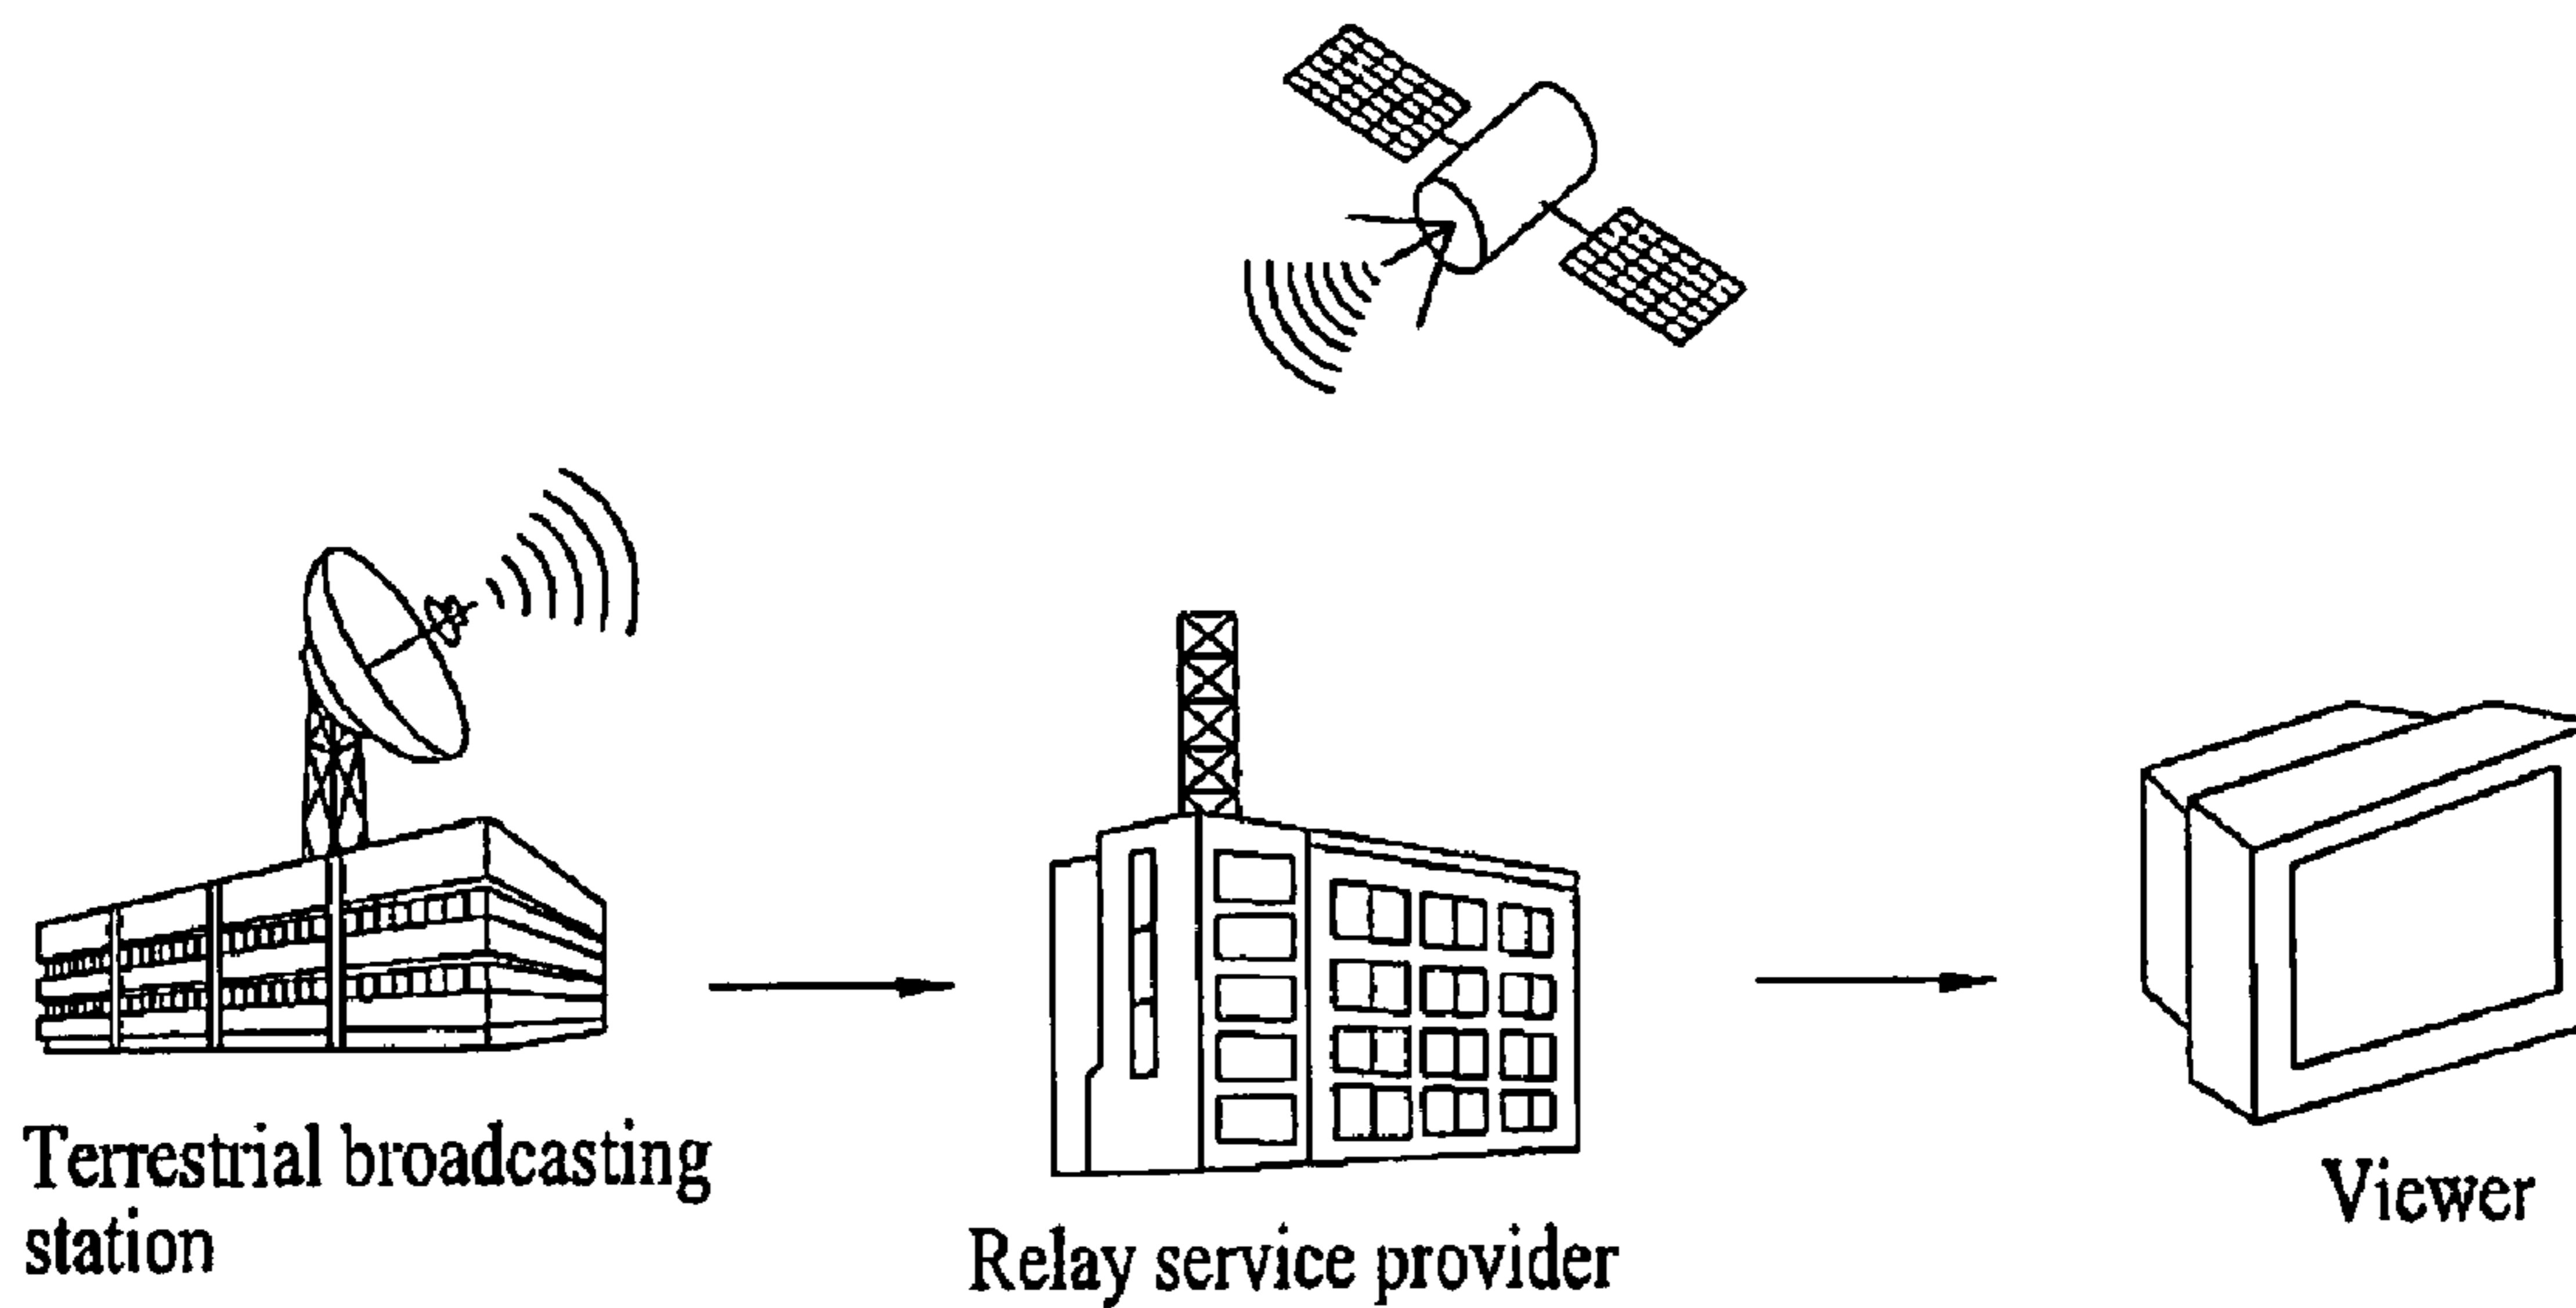 Terrestrial broadcasting
station
Relay service provider
Viewer